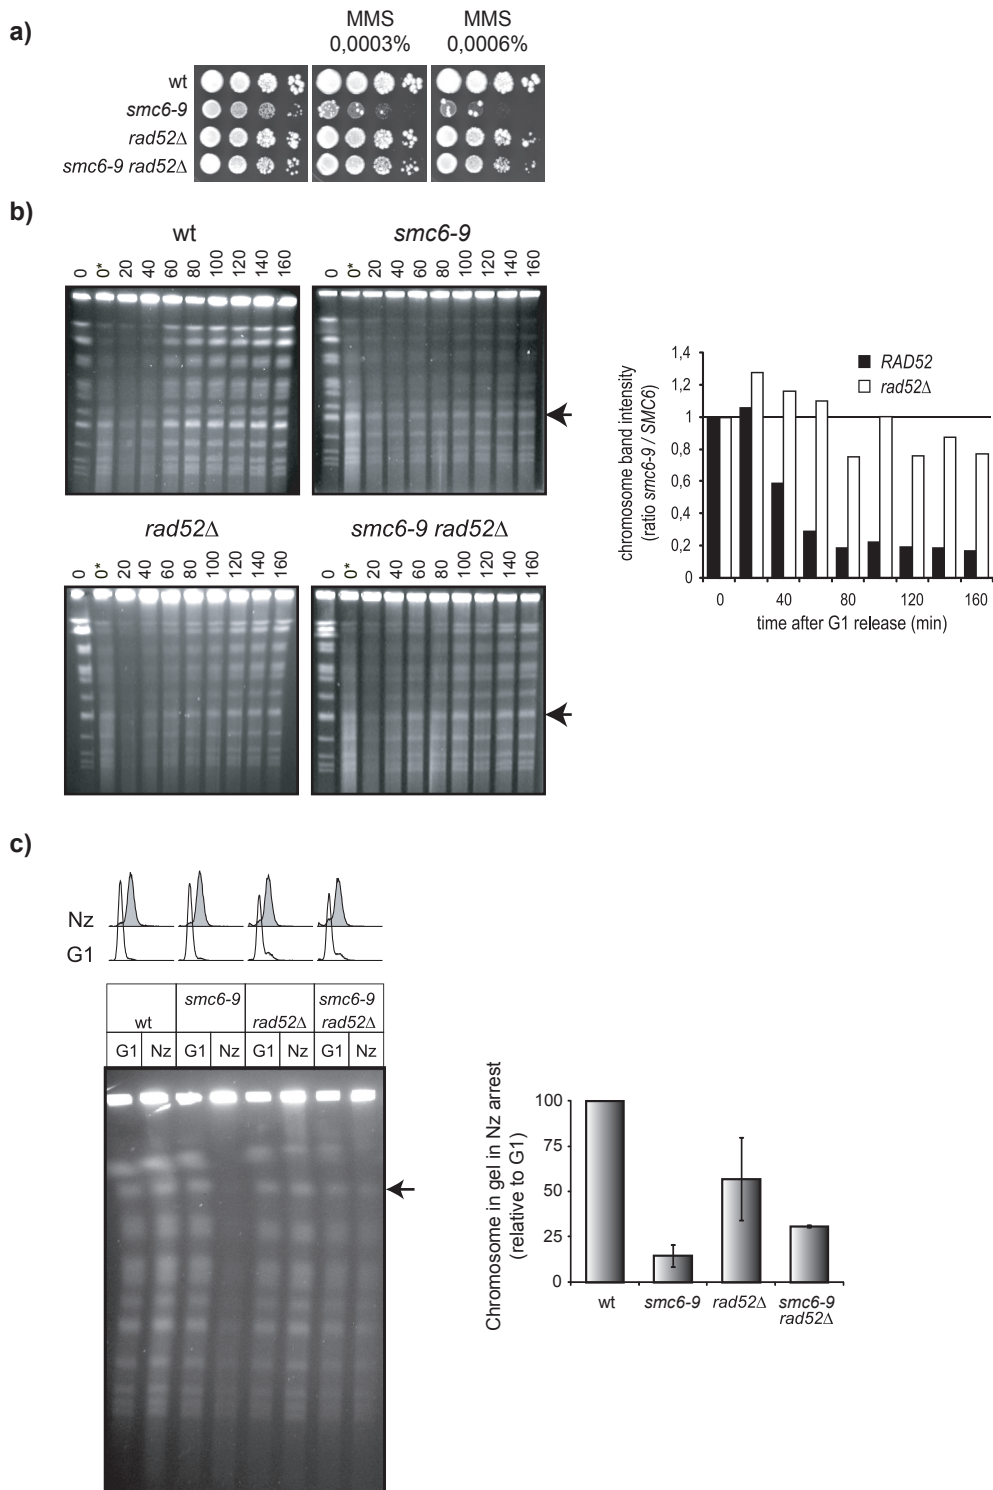 a)
MMS
0,0003%
MMS
0,0006%
wt
smc6-9
rad52Δ
smc6-9 rad52Δ
b)
wt
0 0* 20 40 60 80 100 120 140 160
smc6-9
0 0* 20 40 60 80 100 120 140 160
rad52Δ
0 0* 20 40 60 80 100 120 140 160
smc6-9 rad52Δ
0 0* 20 40 60 80 100 120 140 160
chromosome band intensity
(ratio smc6-9 / SMC6)
1,4
1,2
1
0,8
0,6
0,4
0,2
0
RAD52
rad52Δ
0 40 80 120 160
time after G1 release (min)
c)
Nz
G1
wt
smc6-9
rad52Δ
smc6-9
rad52Δ
G1 Nz G1 Nz G1 Nz G1 Nz
Chromosome in gel in Nz arrest
(relative to G1)
100
75
50
25
0
wt
smc6-9
rad52Δ
smc6-9
rad52Δ